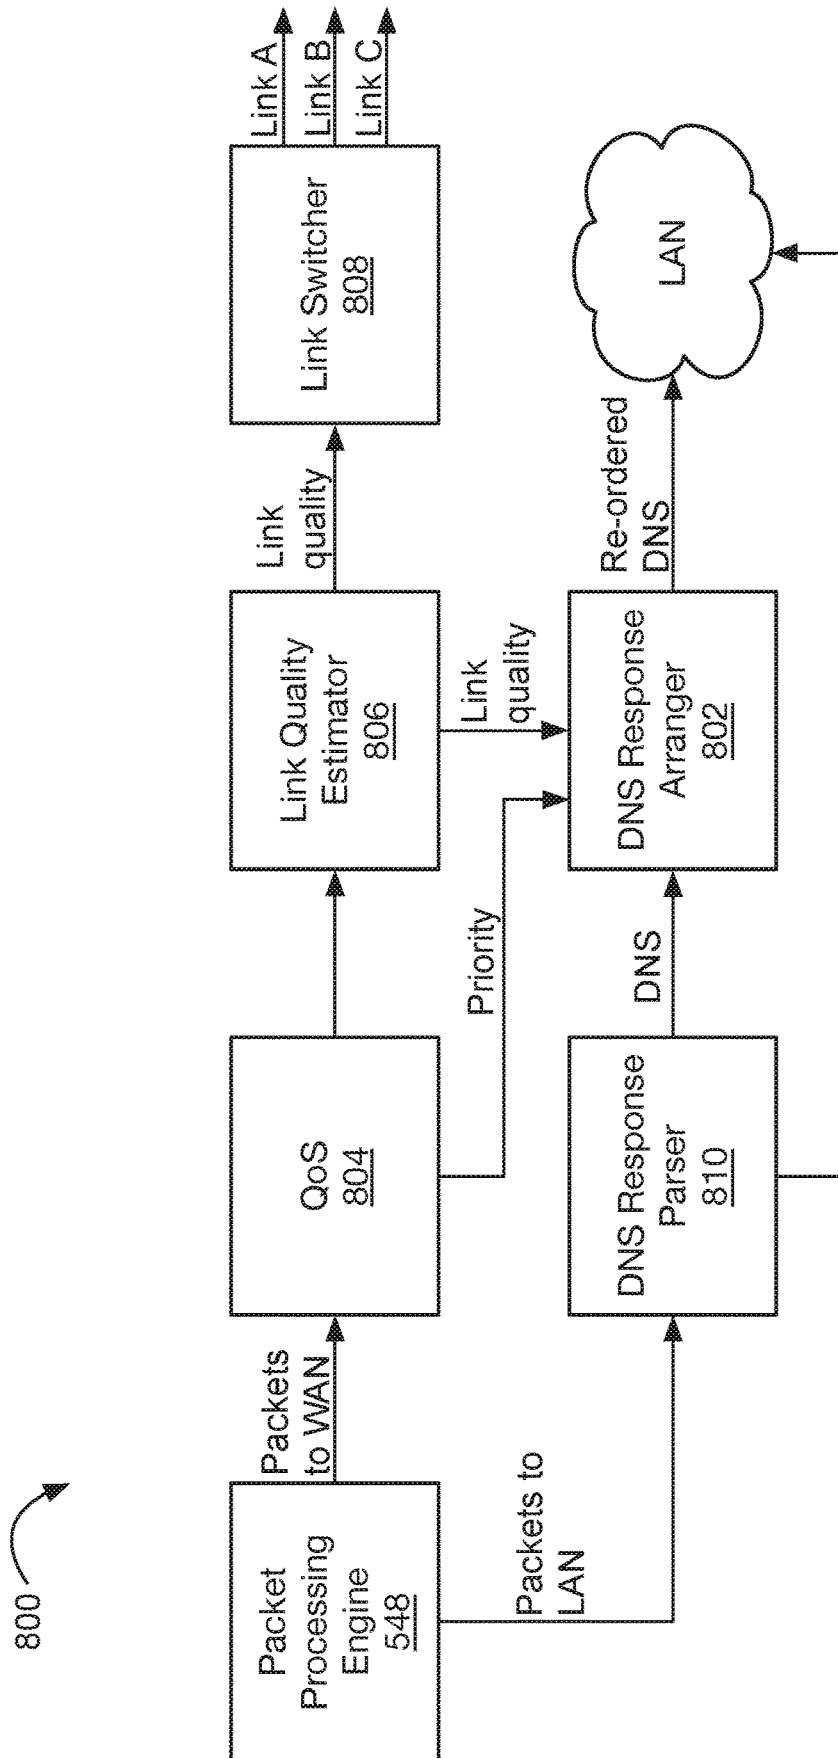 800
Packet
Processing
Engine
548
Packets
to WAN
QoS
804
Link Quality
Estimator
806
Link
quality
Link Switcher
808
Link A
Link B
Link C
Packets to
LAN
Priority
Link
quality
DNS Response
Parser
810
DNS
DNS Response
Arranger
802
Re-ordered
DNS
LAN